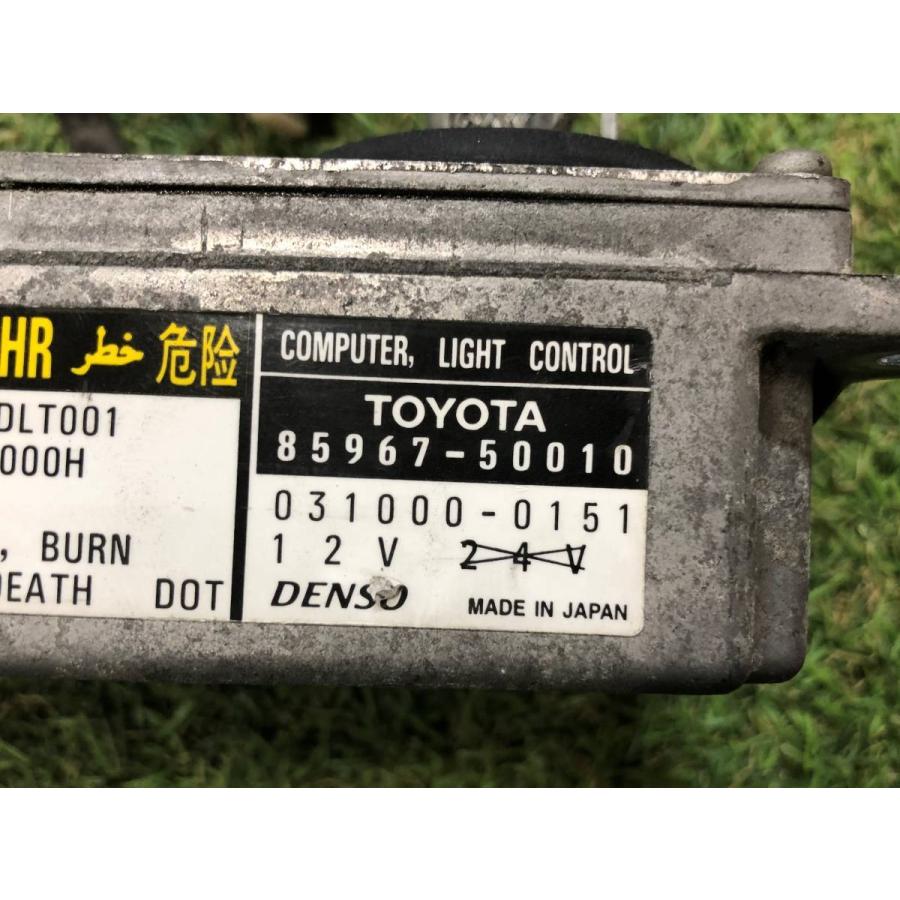 HR خطر 危险
DLT001
000H
, BURN
DEATH DOT
COMPUTER, LIGHT CONTROL
TOYOTA
85967-50010
031000-0151
12V 24V
DENSO MADE IN JAPAN